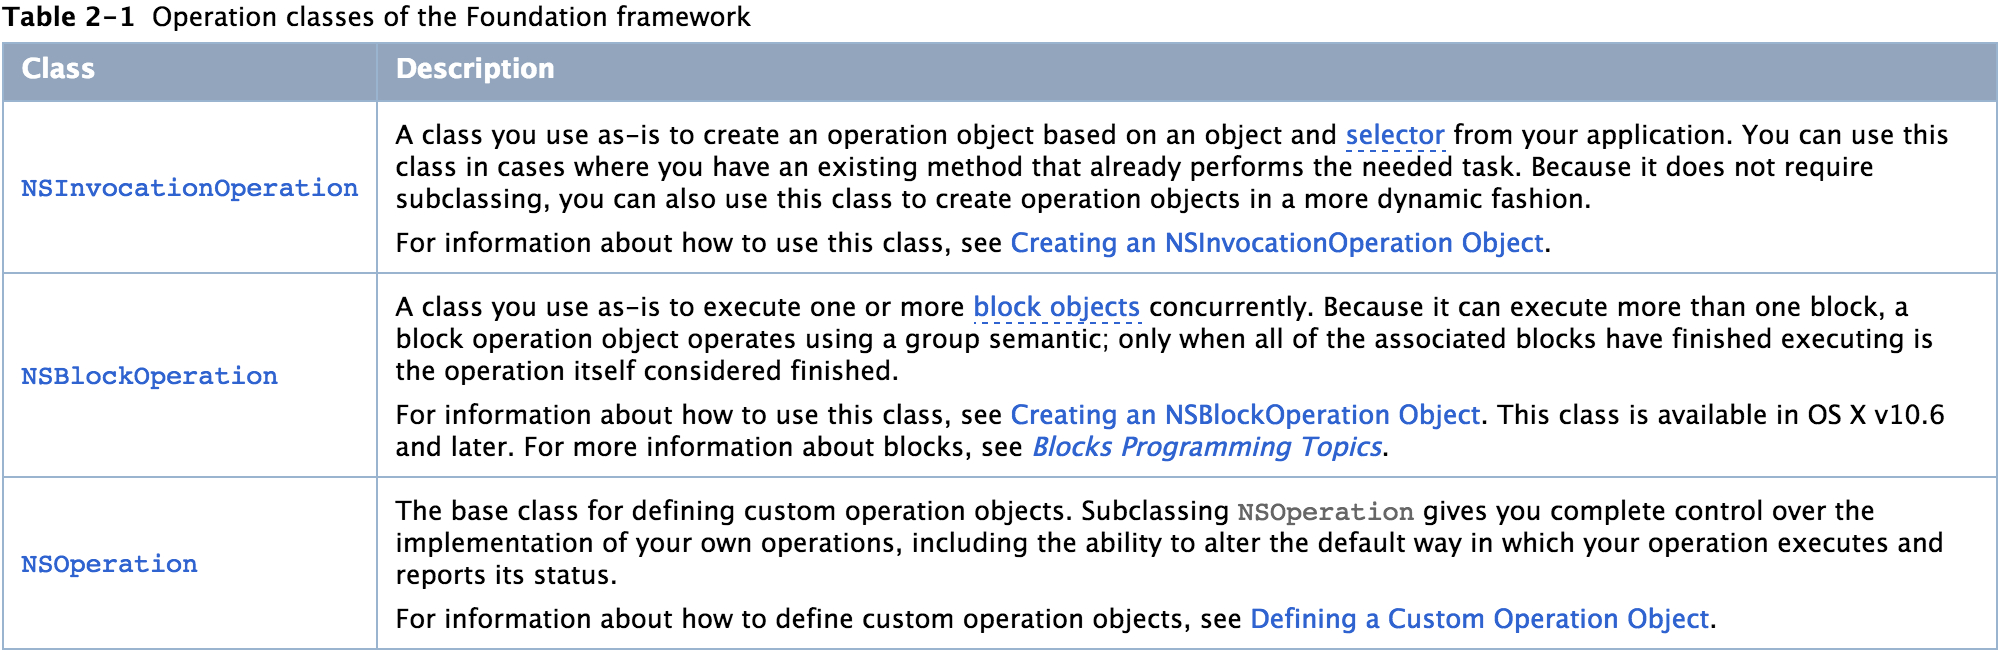 Table 2-1 Operation classes of the Foundation framework
Class Description
NSInvocationOperation
A class you use as-is to create an operation object based on an object and selector from your application. You can use this
class in cases where you have an existing method that already performs the needed task. Because it does not require
subclassing, you can also use this class to create operation objects in a more dynamic fashion.
For information about how to use this class, see Creating an NSInvocationOperation Object.
NSBlockOperation
A class you use as-is to execute one or more block objects concurrently. Because it can execute more than one block, a
block operation object operates using a group semantic; only when all of the associated blocks have finished executing is
the operation itself considered finished.
For information about how to use this class, see Creating an NSBlockOperation Object. This class is available in OS X v10.6
and later. For more information about blocks, see Blocks Programming Topics.
NSOperation
The base class for defining custom operation objects. Subclassing NSOperation gives you complete control over the
implementation of your own operations, including the ability to alter the default way in which your operation executes and
reports its status.
For information about how to define custom operation objects, see Defining a Custom Operation Object.